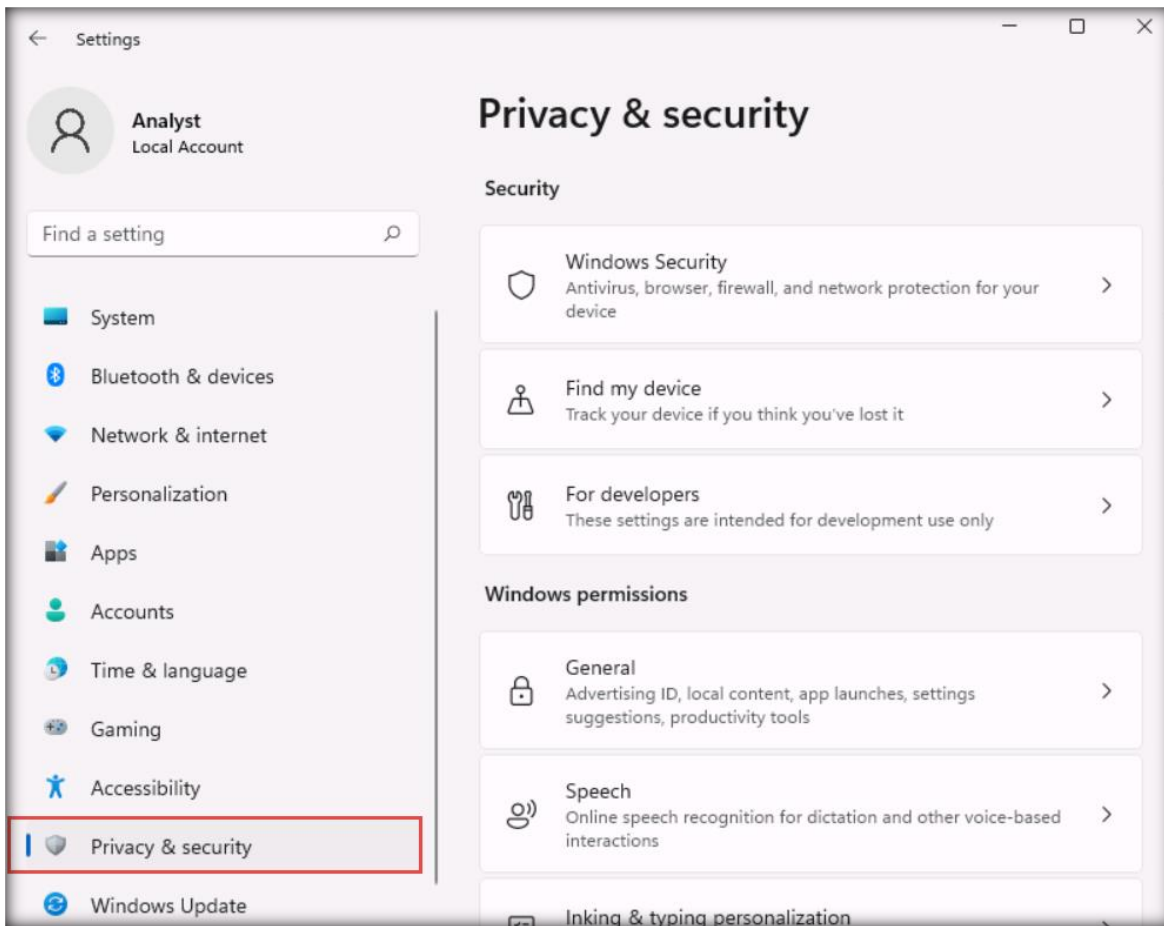 Settings
Analyst
Local Account
Find a setting
System
Bluetooth & devices
Network & internet
Personalization
Apps
Accounts
Time & language
Gaming
Accessibility
Privacy & security
Windows Update
Privacy & security
Security
Windows Security
Antivirus, browser, firewall, and network protection for your
device
Find my device
Track your device if you think you've lost it
For developers
These settings are intended for development use only
Windows permissions
General
Advertising ID, local content, app launches, settings
suggestions, productivity tools
Speech
Online speech recognition for dictation and other voice-based
interactions
Inking & typing personalization